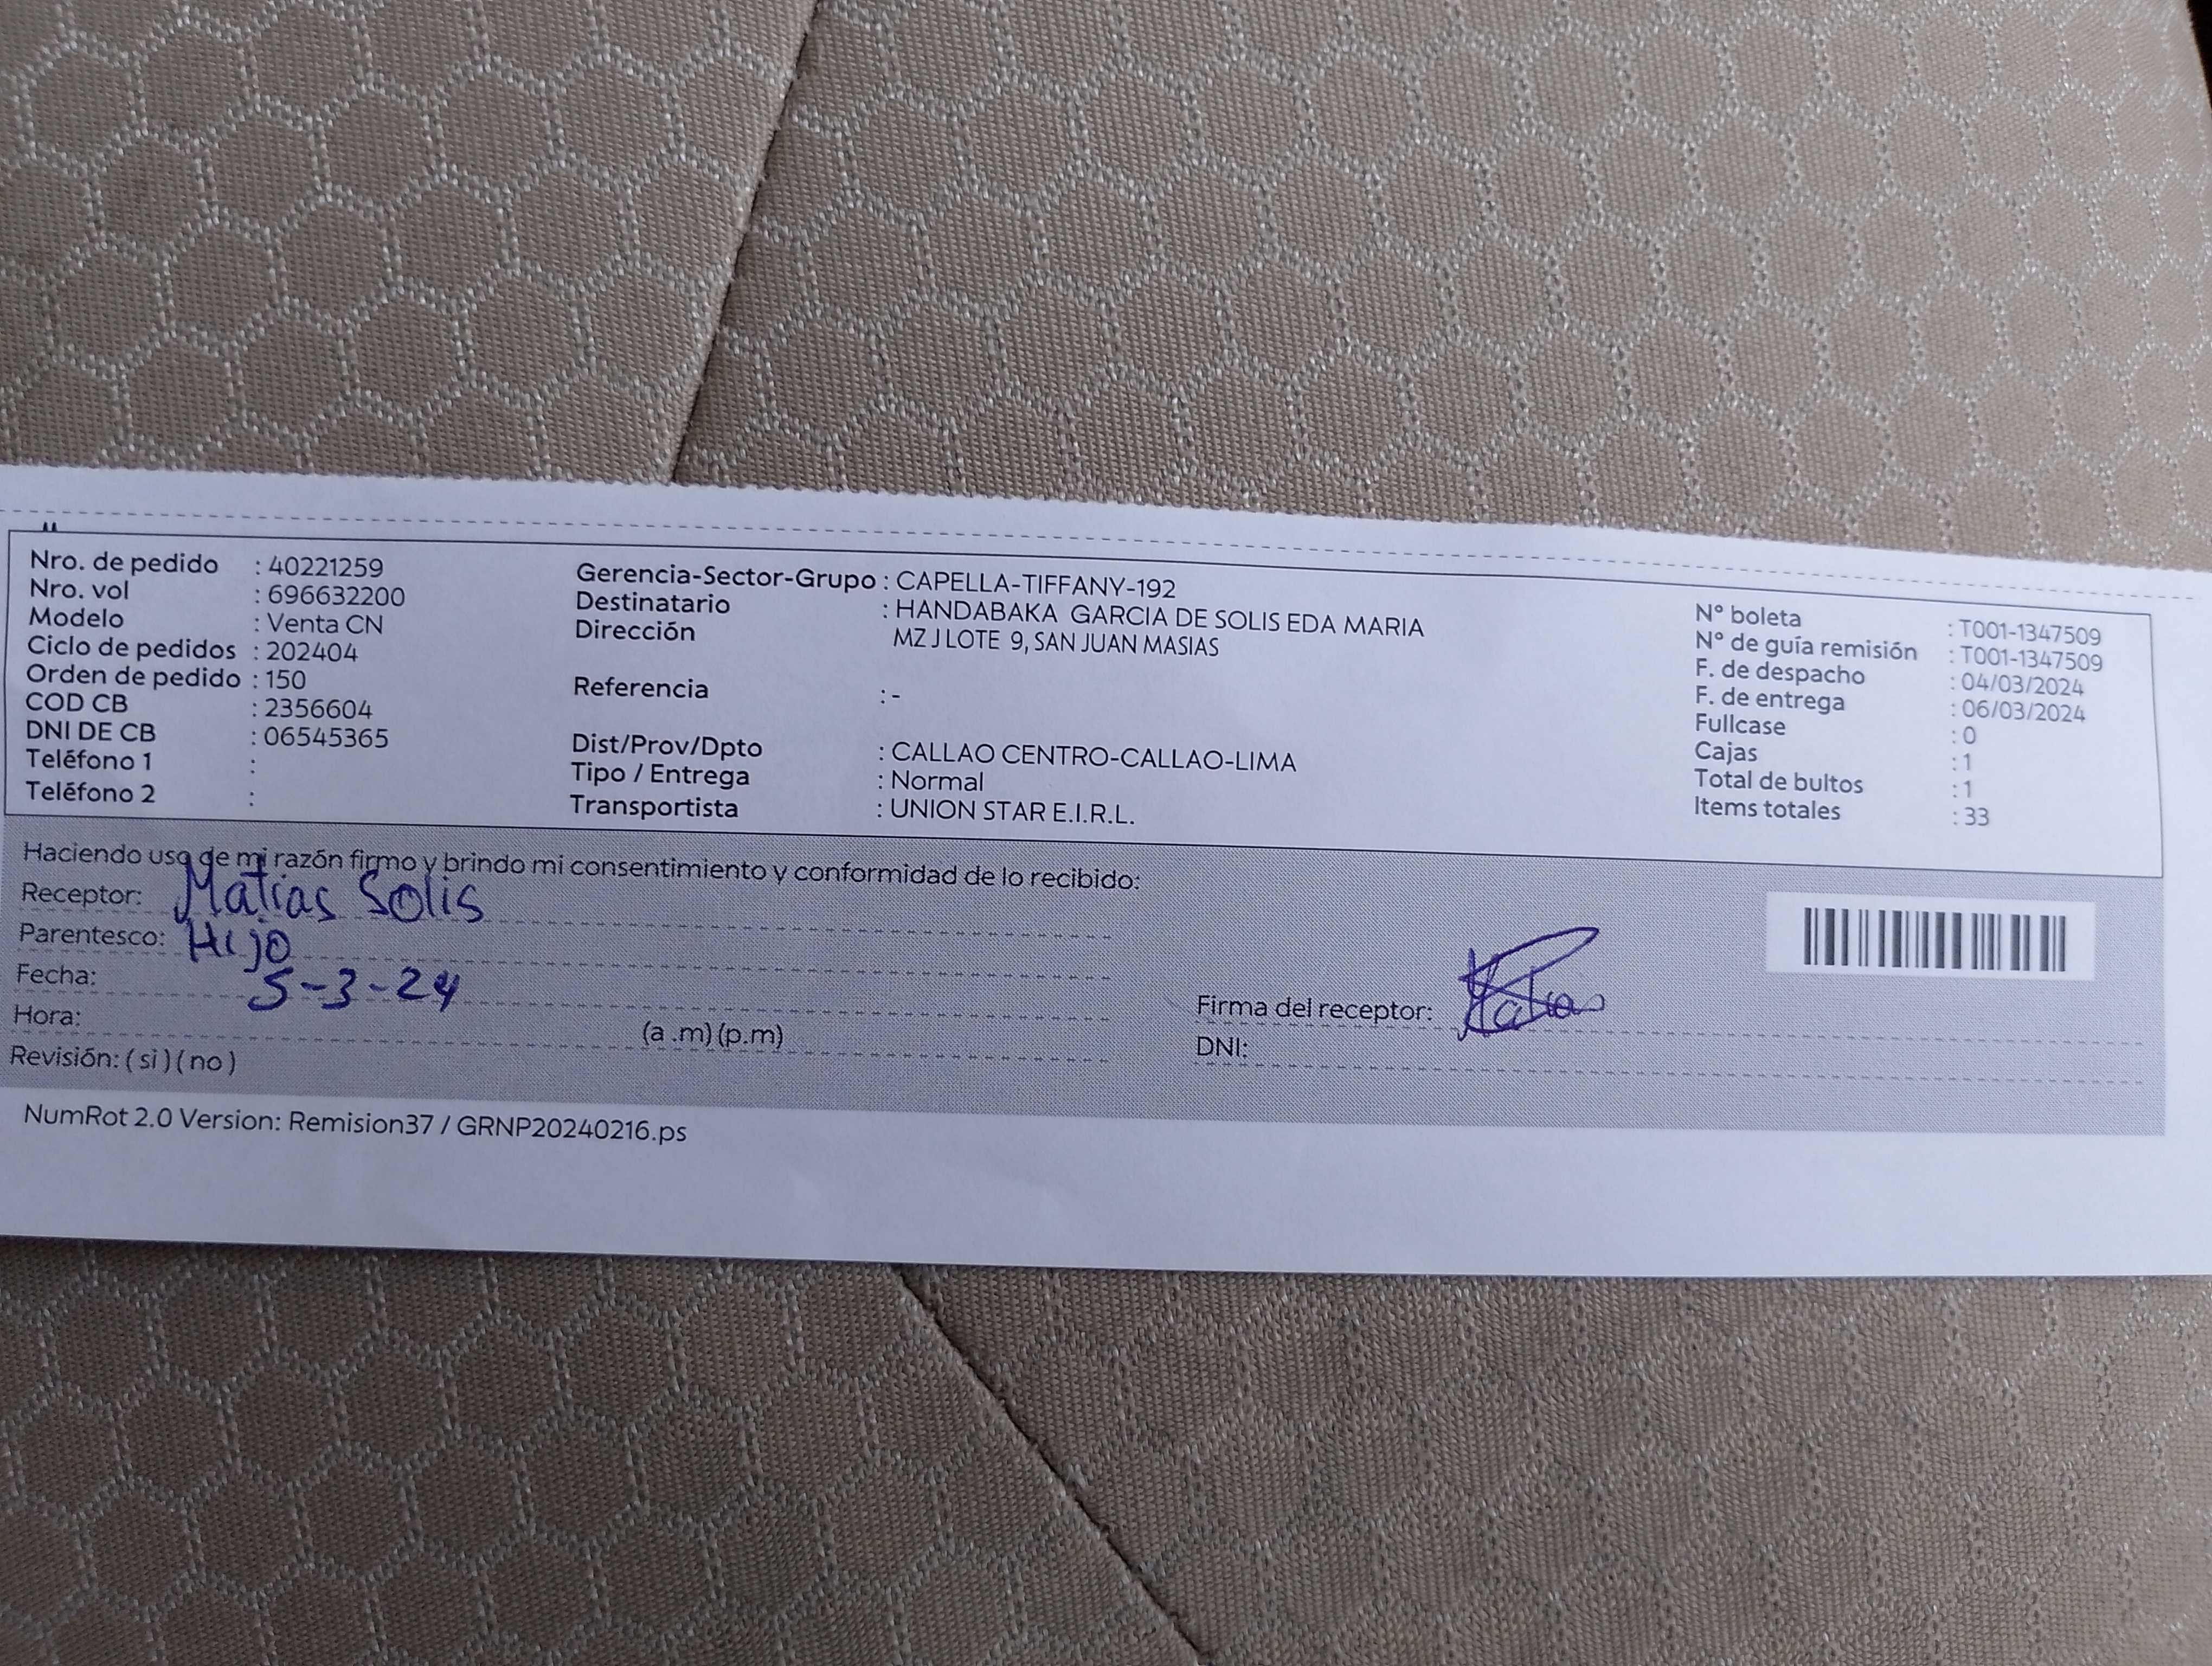 Nro. de pedido : 40221259
Nro. vol : 696632200
Modelo : Venta CN
Ciclo de pedidos : 202404
Orden de pedido : 150
COD CB : 2356604
DNI DE CB : 06545365
Teléfono 1 :
Teléfono 2 :
Gerencia-Sector-Grupo : CAPELLA-TIFFANY-192
Destinatario : HANDABAKA GARCIA DE SOLIS EDA MARIA
Dirección MZ J LOTE 9, SAN JUAN MASIAS
Referencia : -
Dist/Prov/Dpto : CALLAO CENTRO-CALLAO-LIMA
Tipo / Entrega : Normal
Transportista : UNION STAR E.I.R.L.
N° boleta : T001-1347509
N° de guía remisión : T001-1347509
F. de despacho : 04/03/2024
F. de entrega : 06/03/2024
Fullcase : 0
Cajas : 1
Total de bultos : 1
Items totales : 33
Haciendo uso de mi razón firmo y brindo mi consentimiento y conformidad de lo recibido:
Receptor: Matias Solis
Parentesco: Hijo
Fecha: 5-3-24
Hora: (a .m) (p.m)
Revisión: ( sì ) ( no )
Firma del receptor: Matias
DNI:
NumRot 2.0 Version: Remision37 / GRNP20240216.ps